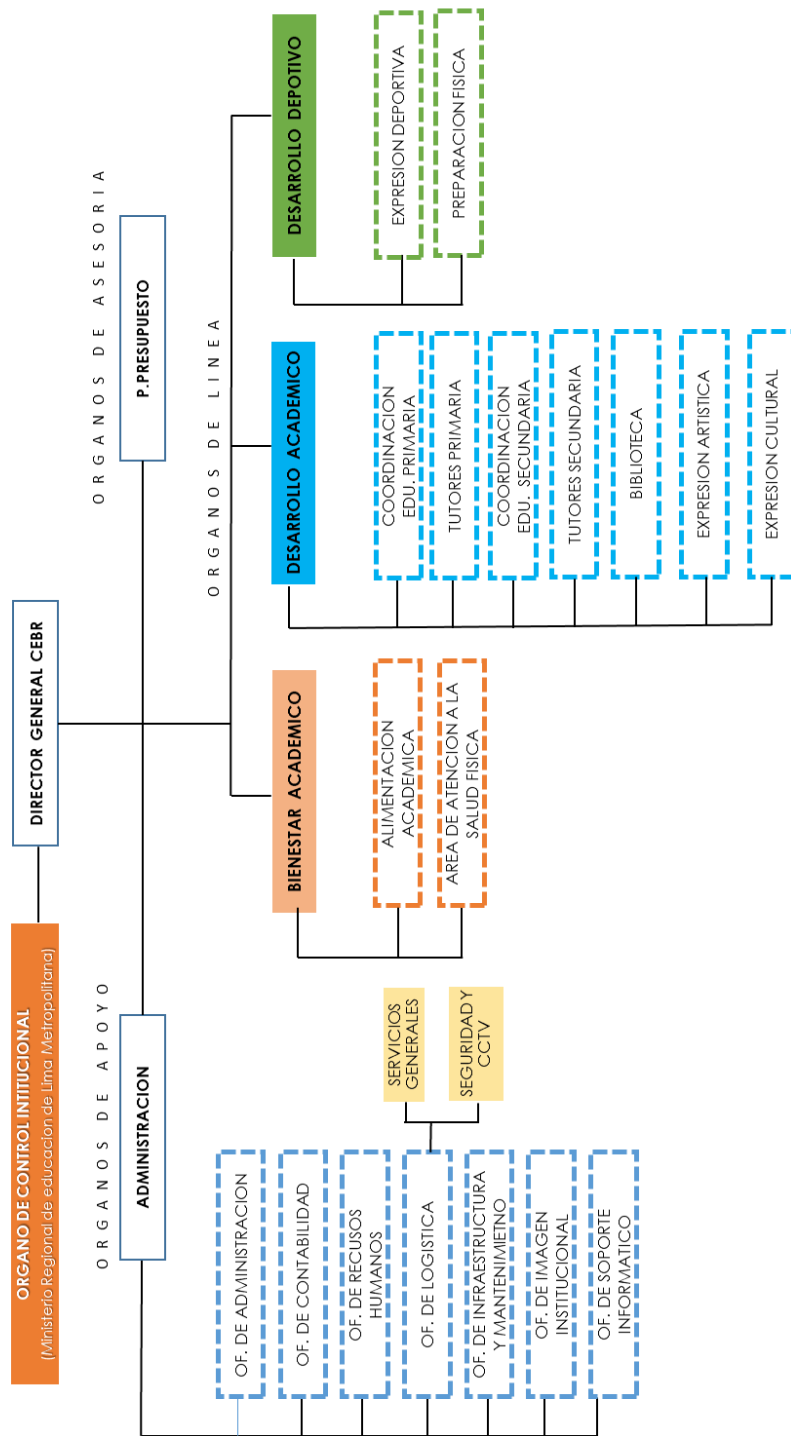 ORGANO DE CONTROL INTITUCIONAL
(Ministerio Regional de educacion de Lima Metropolitana)
DIRECTOR GENERAL CEBR
ORGANOS DE APOYO
ORGANOS DE ASESORIA
ADMINISTRACION
P.PRESUPUESTO
ORGANOS DE LINEA
OF. DE ADMINISTRACION
OF. DE CONTABILIDAD
OF. DE RECUSOS
HUMANOS
OF. DE LOGISTICA
SERVICIOS
GENERALES
SEGURIDAD Y
CCTV
OF. DE INFRAESTRUCTURA
Y MANTENIMIETNO
OF. DE IMAGEN
INSTITUCIONAL
OF. DE SOPORTE
INFORMATICO
BIENESTAR ACADEMICO
ALIMENTACION
ACADEMICA
AREA DE ATENCION A LA
SALUD FISICA
DESARROLLO ACADEMICO
COORDINACION
EDU. PRIMARIA
TUTORES PRIMARIA
COORDINACION
EDU. SECUNDARIA
TUTORES SECUNDARIA
BIBLIOTECA
EXPRESION ARTISTICA
EXPRESION CULTURAL
DESARROLLO DEPOTIVO
EXPRESION DEPORTIVA
PREPARACION FISICA